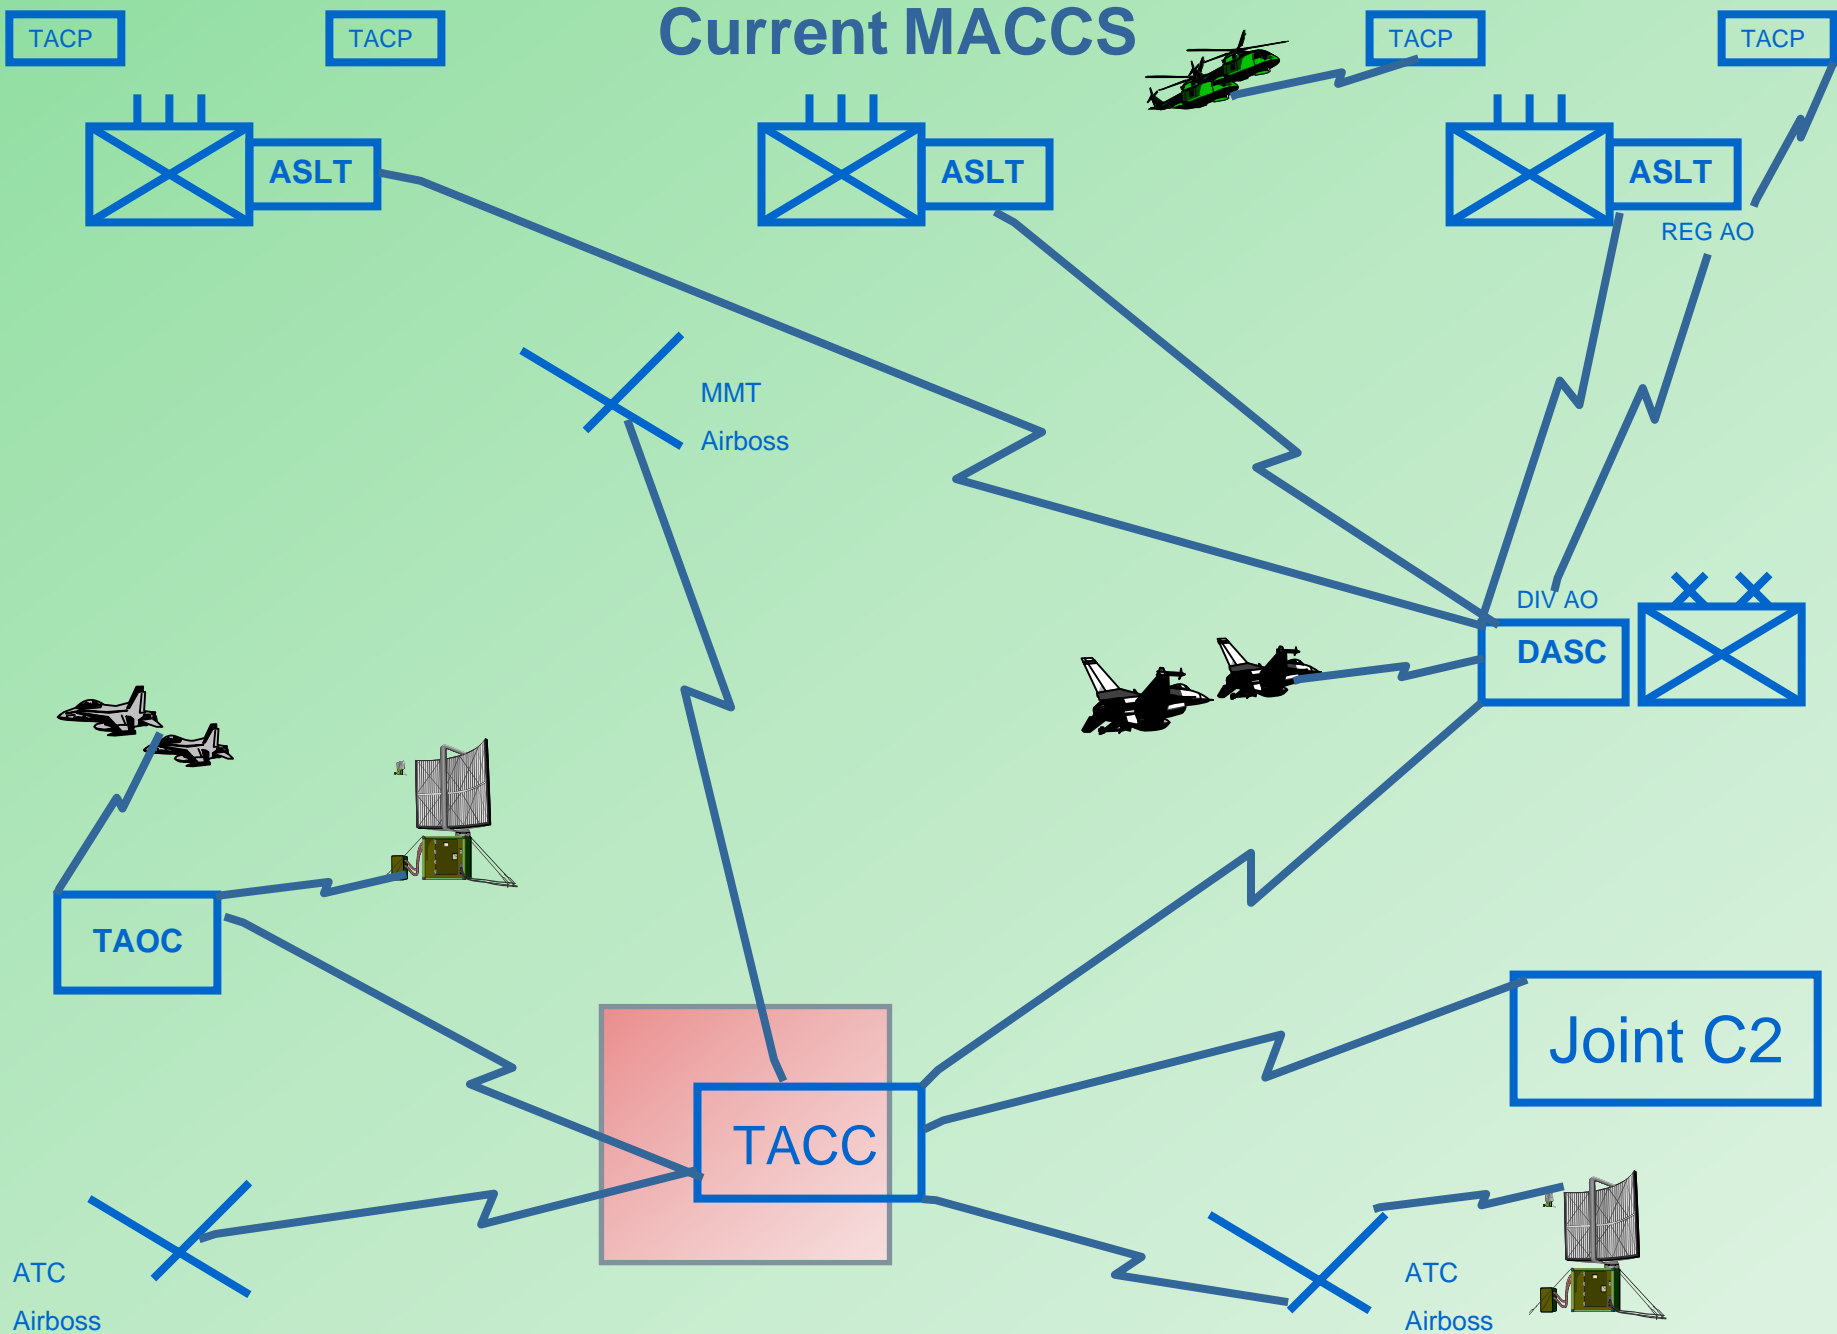 Current MACCS
TACP
TACP
TACP
TACP
ASLT
ASLT
ASLT
REG AO
MMT
Airboss
DIV AO
DASC
TAOC
Joint C2
TACC
ATC
Airboss
ATC
Airboss